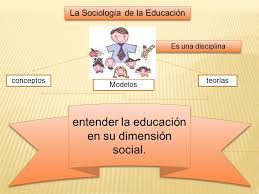 La Sociología de la Educación
Es una disciplina
conceptos
Modelos
teorías
entender la educación
en su dimensión
social.